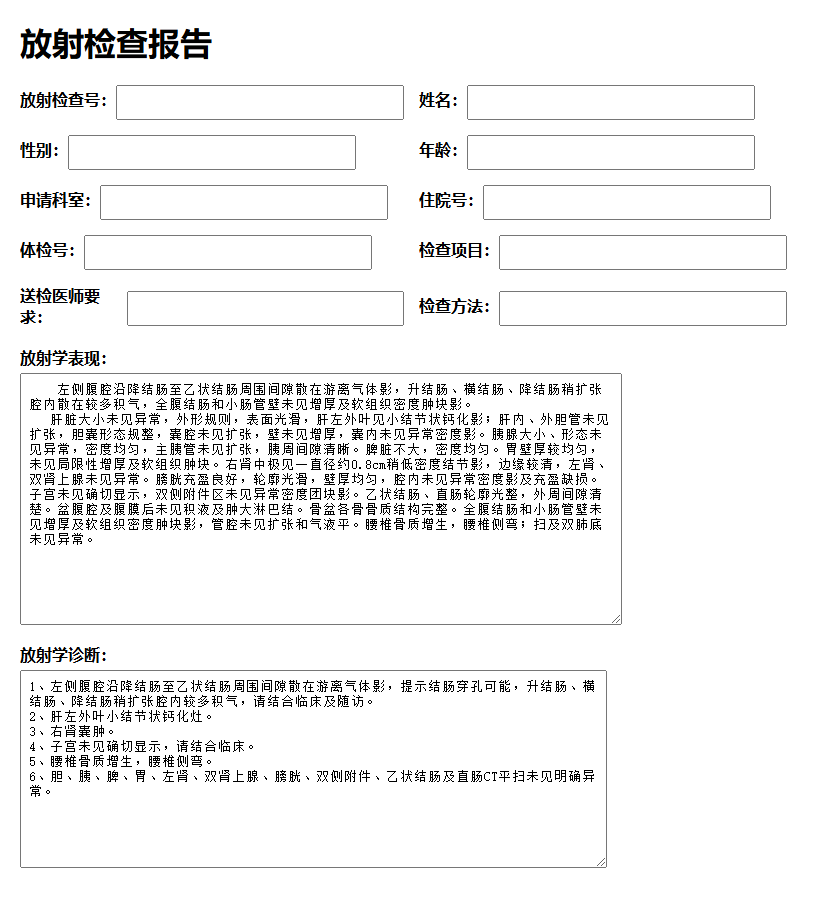 放射检查报告
放射检查号: 姓名:
性别: 年龄:
申请科室: 住院号:
体检号: 检查项目:
送检医师要
求: 检查方法:
放射学表现:
左侧腹腔沿降结肠至乙状结肠周围间隙散在游离气体影，升结肠、横结肠、降结肠稍扩张
腔内散在较多积气，全腹结肠和小肠管壁未见增厚及软组织密度肿块影。
肝脏大小未见异常，外形规则，表面光滑，肝左外叶见小结节状钙化影；肝内、外胆管未见
扩张，胆囊形态规整，囊腔未见扩张，壁未见增厚，囊内未见异常密度影。胰腺大小、形态未
见异常，密度均匀，主胰管未见扩张，胰周间隙清晰。脾脏不大，密度均匀。胃壁厚较均匀，
未见局限性增厚及软组织肿块。右肾中极见一直径约0.8cm稍低密度结节影，边缘较清，左肾、
双肾上腺未见异常。膀胱充盈良好，轮廓光滑，壁厚均匀，腔内未见异常密度影及充盈缺损。
子宫未见确切显示，双侧附件区未见异常密度团块影。乙状结肠、直肠轮廓光整，外周间隙清
楚。盆腹腔及腹膜后未见积液及肿大淋巴结。骨盆各骨骨质结构完整。全腹结肠和小肠管壁未
见增厚及软组织密度肿块影，管腔未见扩张和气液平。腰椎骨质增生，腰椎侧弯；扫及双肺底
未见异常。
放射学诊断:
1、左侧腹腔沿降结肠至乙状结肠周围间隙散在游离气体影，提示结肠穿孔可能，升结肠、横
结肠、降结肠稍扩张腔内较多积气，请结合临床及随访。
2、肝左外叶小结节状钙化灶。
3、右肾囊肿。
4、子宫未见确切显示，请结合临床。
5、腰椎骨质增生，腰椎侧弯。
6、胆、胰、脾、胃、左肾、双肾上腺、膀胱、双侧附件、乙状结肠及直肠CT平扫未见明确异
常。